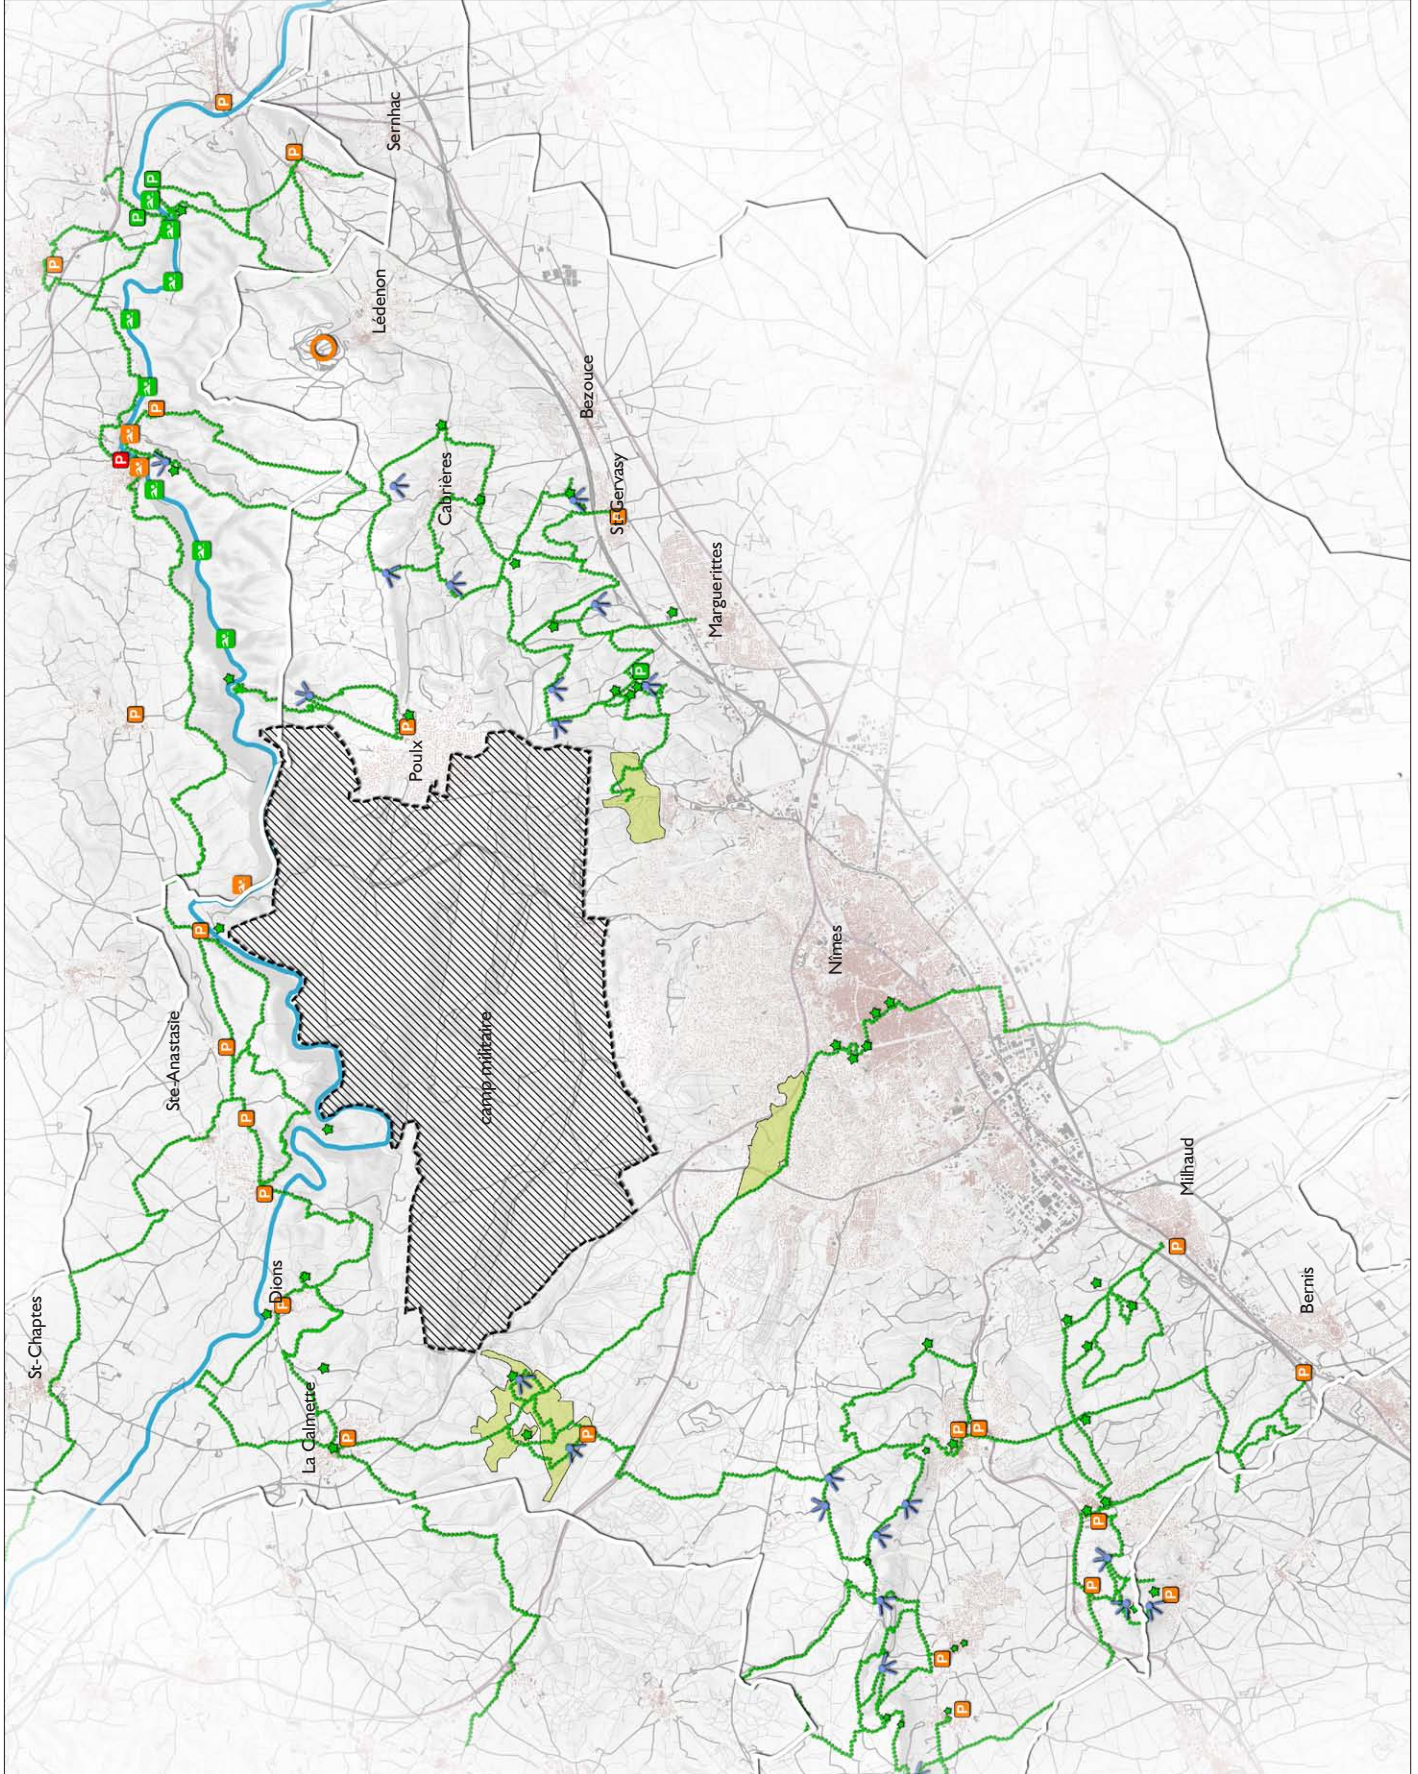 St-Chaptes
Ste-Anastasie
Dions
La Calmette
Lédenon
Sernhac
Poulx
Cabrières
camp militaire
Bezouce
St-Gervasy
Marguerittes
Nîmes
Milhaud
Bernis